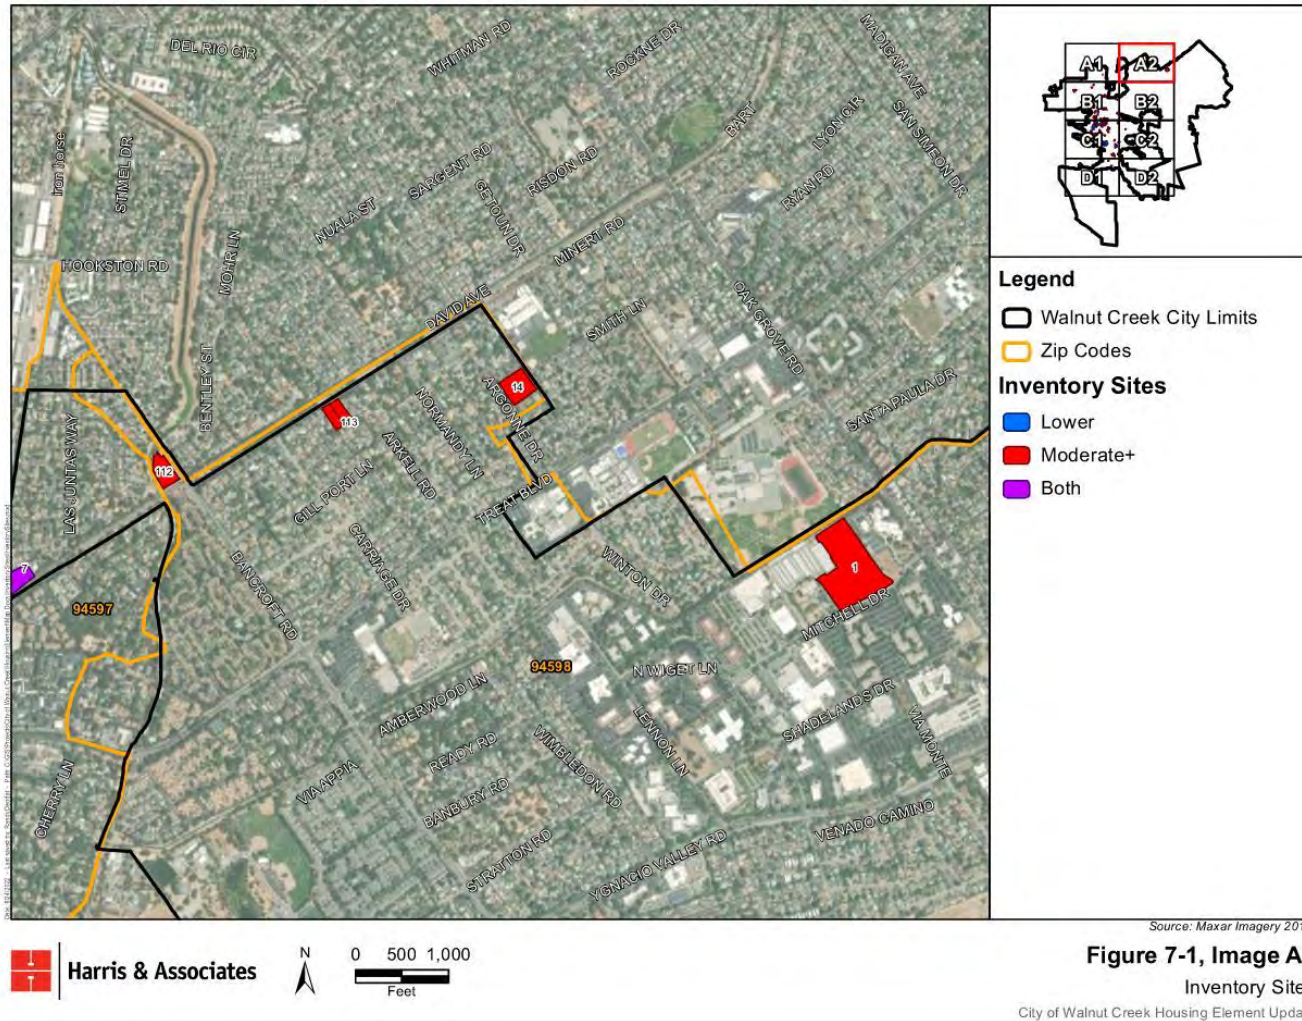 DEL RIO CIR
WHITMAN RD
ROCKNE DR
MADIGAN AVE
BART
LYON CIR
SAN SIMEON DR
Iron horse
STIMEL DR
SARGENT RD
RISDON RD
GETOUN DR
RYAN RD
NUALA ST
MOHR LN
MINERT RD
HOOKSTON RD
DAVID AVE
SMITH LN
OAK GROVE RD
BENTLEY ST
14
ARGONNE DR
NORMANDY LN
SANTA PAULA DR
113
LAS JUNTAS WAY
112
ARKELL RD
GILL PORT LN
TREAT BLVD
CARRIAGE DR
BANCROFT RD
WINTON DR
7
1
94597
MITCHELL DR
94598
N WIGET LN
AMBERWOOD LN
LENNON LN
SHADELANDS DR
VIA MONTE
READY RD
WIMBLEDON RD
VIA APPIA
CHERRY LN
BANBURY RD
STRATTON RD
YGNACIO VALLEY RD
VENADO CAMINO
A1 A2
B1 B2
C1 C2
D1 D2
Legend
Walnut Creek City Limits
Zip Codes
Inventory Sites
Lower
Moderate+
Both
Source: Maxar Imagery 201
Harris & Associates
N
0 500 1,000
Feet
Figure 7-1, Image A
Inventory Site
City of Walnut Creek Housing Element Upda